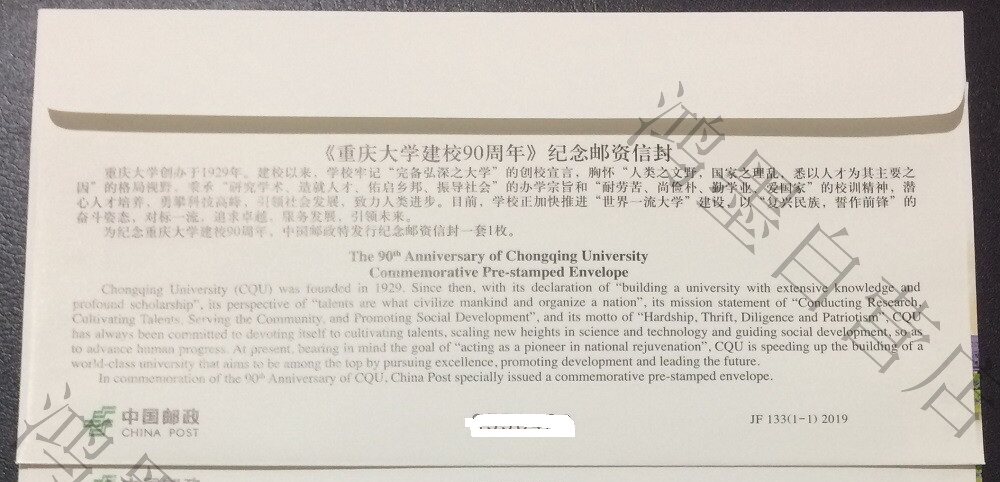 《重庆大学建校90周年》纪念邮资信封
重庆大学创办于1929年。建校以来，学校牢记“完备弘深之大学”的创校宣言，胸怀“人类之文野、国家之理乱、悉以人才为其主要之
因”的格局视野，秉承“研究学术、造就人才、佑启乡邦、振导社会”的办学宗旨和“耐劳苦、尚俭朴、勤学业、爱国家”的校训精神，潜
心人才培养，勇攀科技高峰，引领社会发展，致力人类进步。目前，学校正加快推进“世界一流大学”建设，以“复兴民族，誓作前锋”的
奋斗姿态，对标一流，追求卓越，服务发展，引领未来。
为纪念重庆大学建校90周年，中国邮政特发行纪念邮资信封一套1枚。
The 90th Anniversary of Chongqing University
Commemorative Pre-stamped Envelope
Chongqing University (CQU) was founded in 1929. Since then, with its declaration of “building a university with extensive knowledge and
profound scholarship”, its perspective of “talents are what civilize mankind and organize a nation”, its mission statement of “Conducting Research,
Cultivating Talents, Serving the Community, and Promoting Social Development”, and its motto of “Hardship, Thrift, Diligence and Patriotism”, CQU
has always been committed to devoting itself to cultivating talents, scaling new heights in science and technology and guiding social development, so as
to advance human progress. At present, bearing in mind the goal of “acting as a pioneer in national rejuvenation”, CQU is speeding up the building of a
world-class university that aims to be among the top by pursuing excellence, promoting development and leading the future.
In commemoration of the 90th Anniversary of CQU, China Post specially issued a commemorative pre-stamped envelope.
中国邮政
CHINA POST
JF 133(1-1) 2019
鸿墨自营店
鸿墨
中国邮政